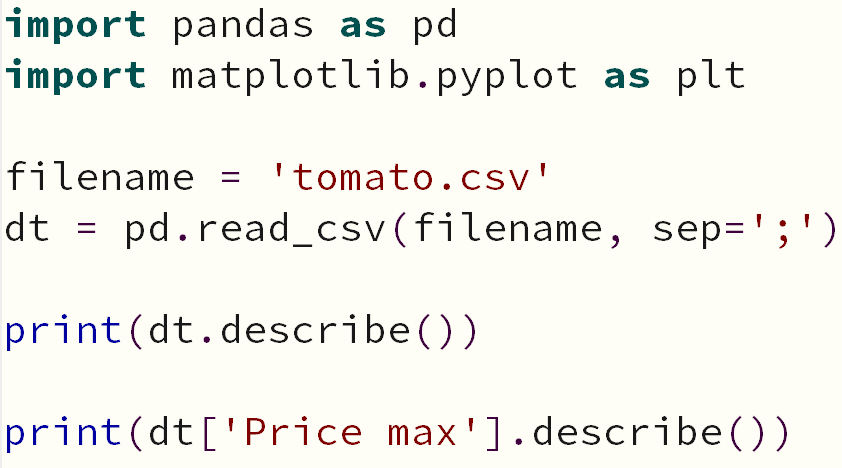 import pandas as pd
import matplotlib.pyplot as plt
filename = 'tomato.csv'
dt = pd.read_csv(filename, sep=';')
print(dt.describe())
print(dt['Price max'].describe())